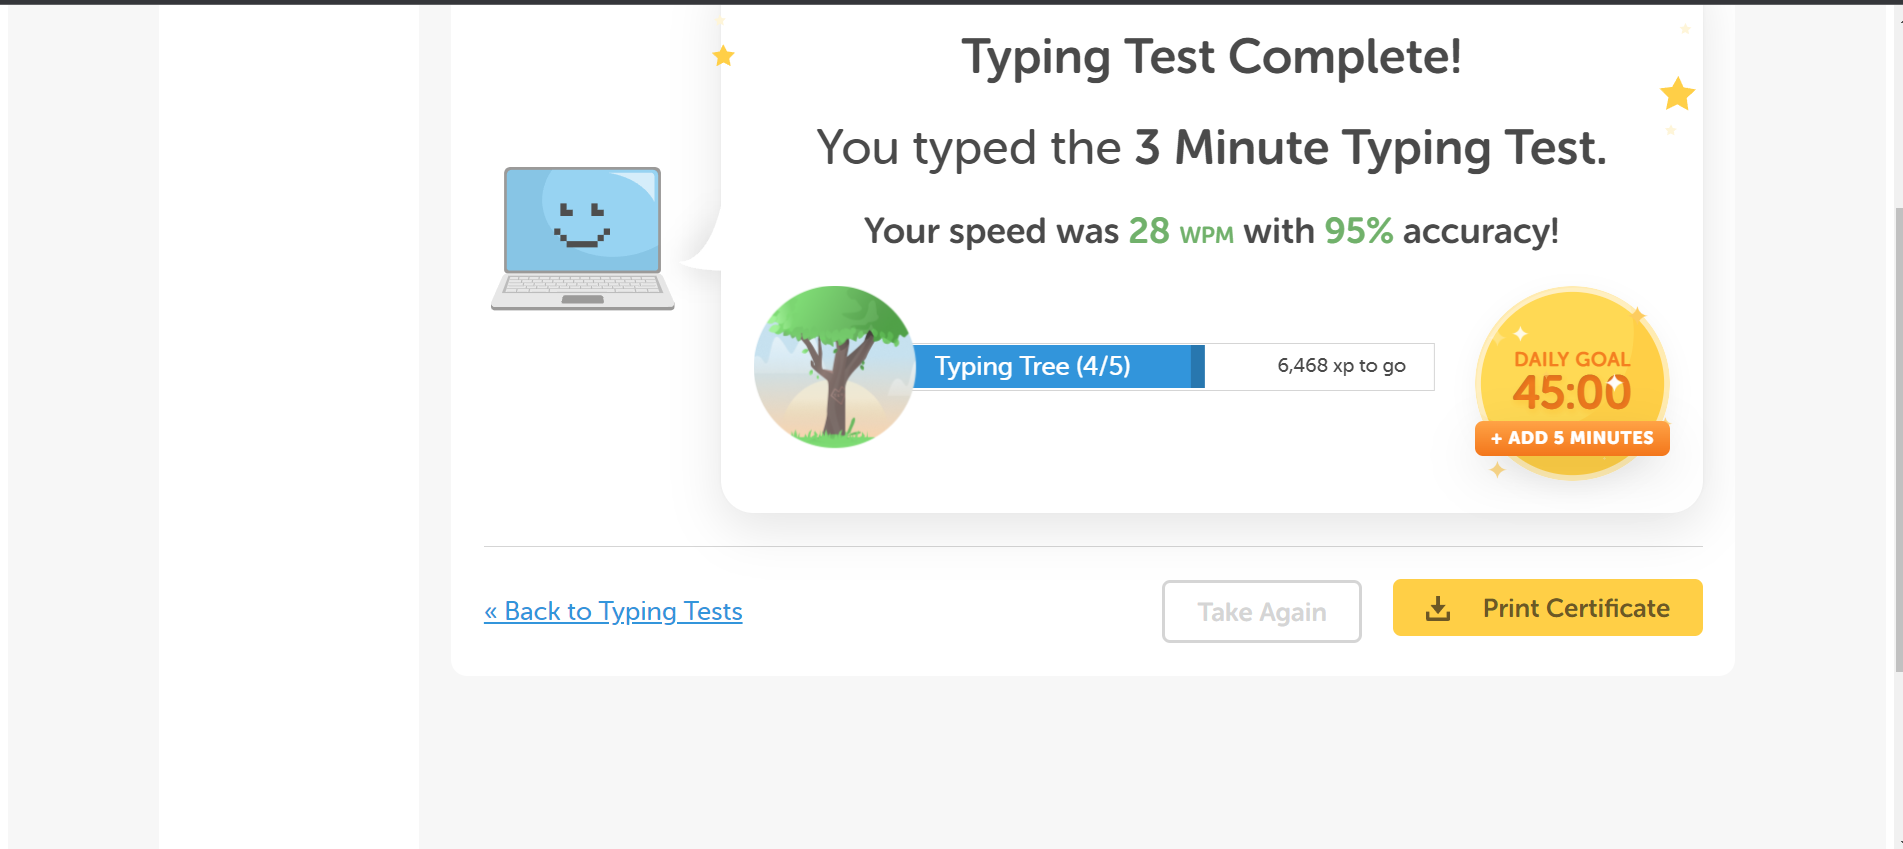 Typing Test Complete!
You typed the 3 Minute Typing Test.
Your speed was 28 WPM with 95% accuracy!
Typing Tree (4/5)
6,468 xp to go
DAILY GOAL
45:00
+ ADD 5 MINUTES
« Back to Typing Tests
Take Again
Print Certificate